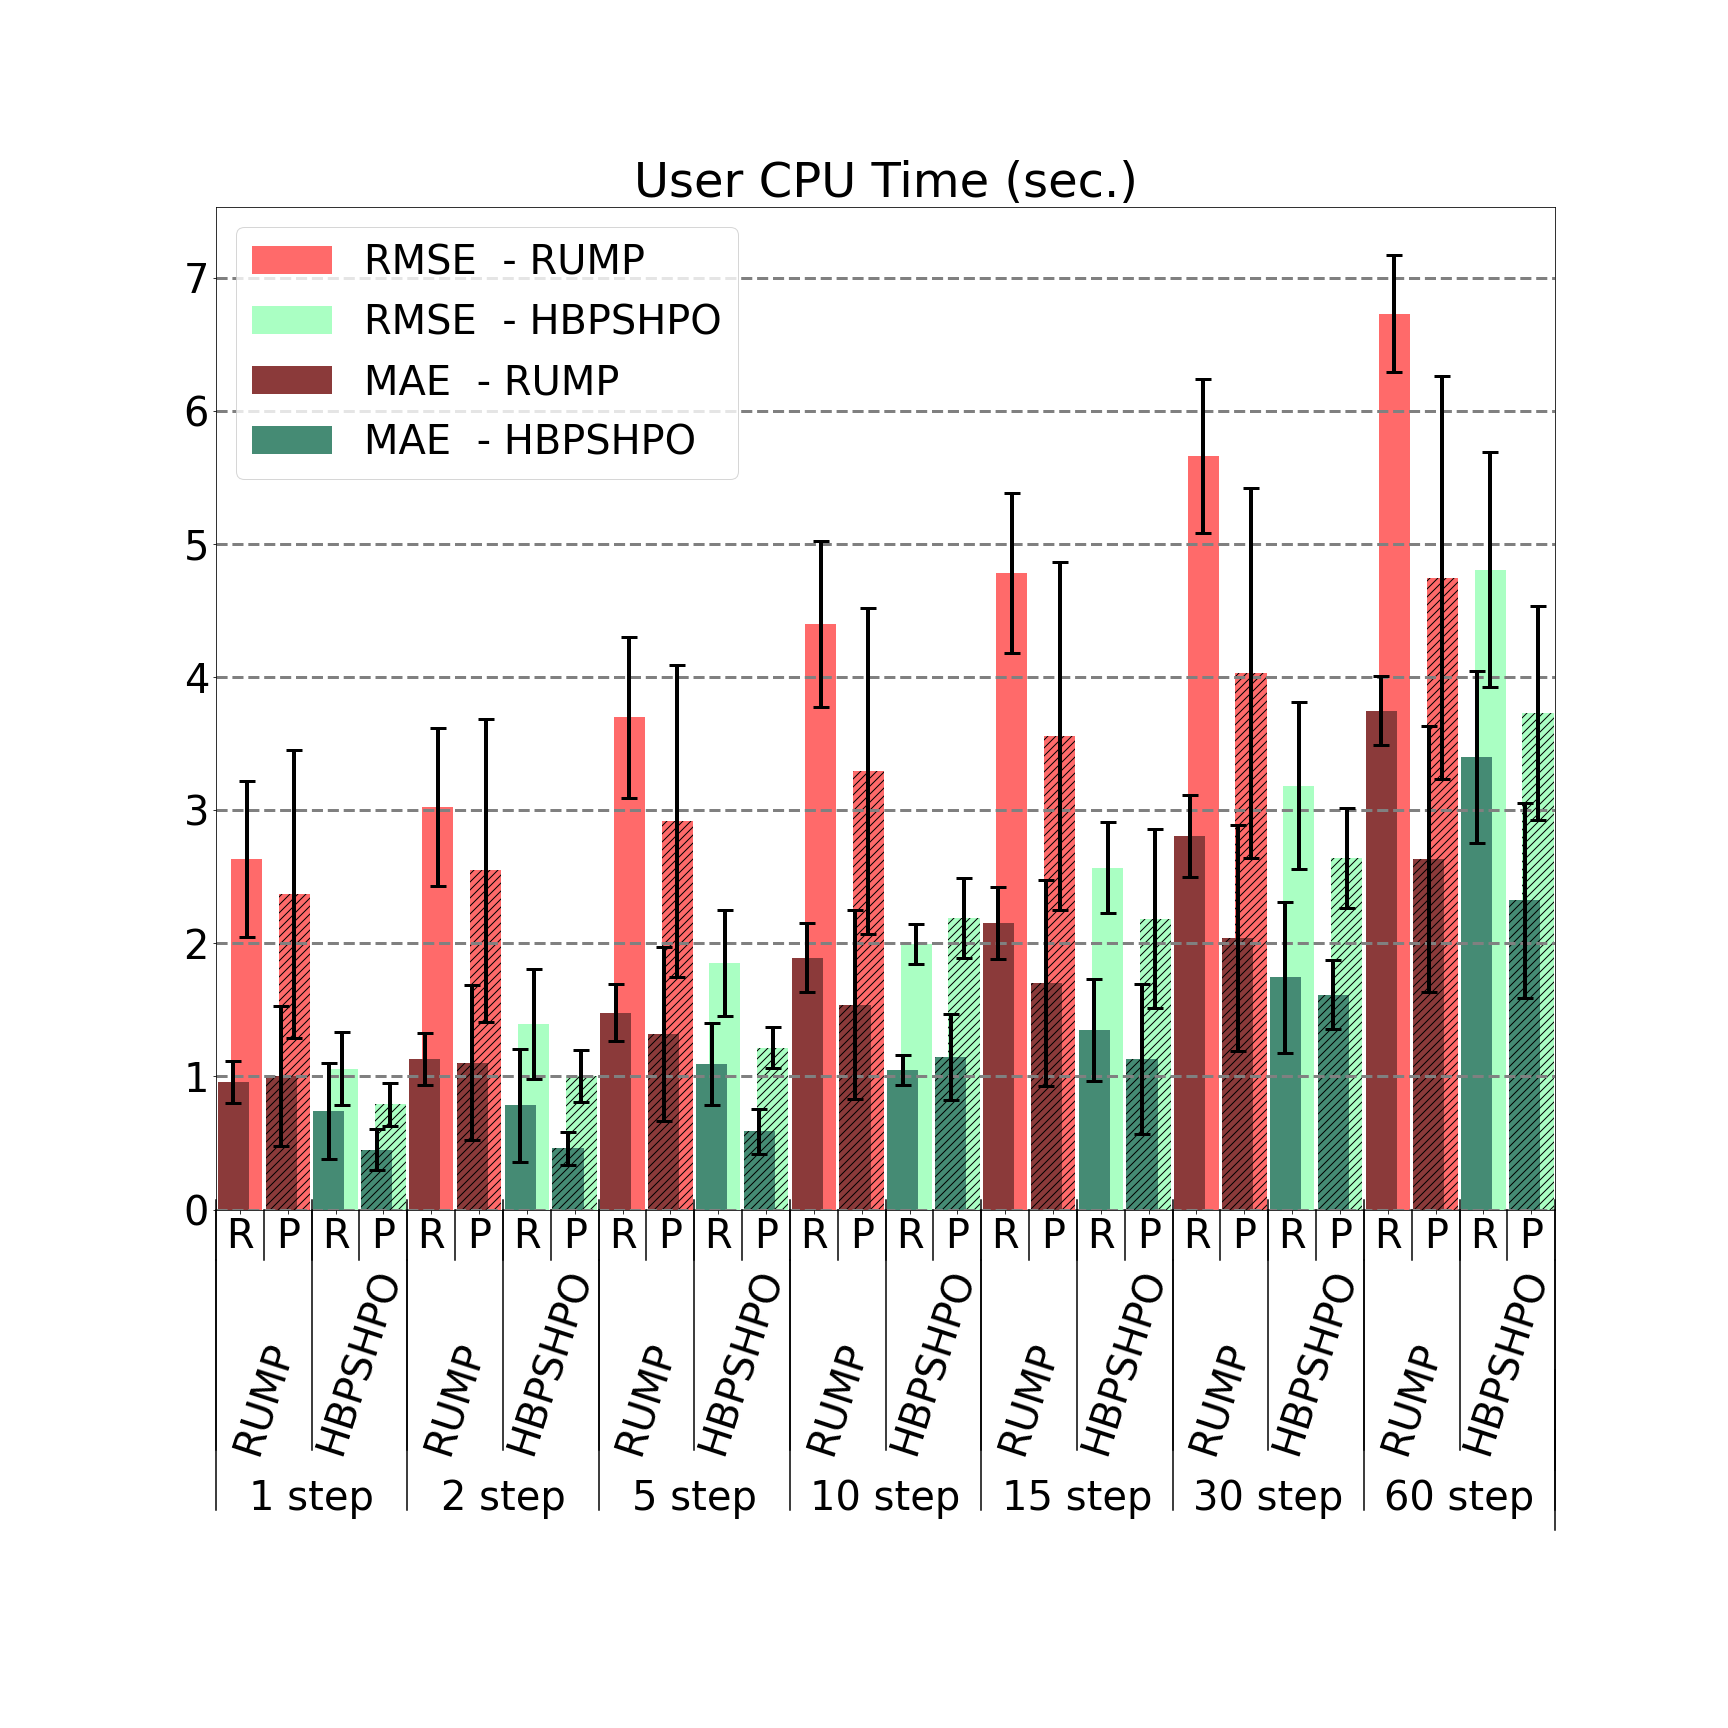 User CPU Time (sec.)
RMSE - RUMP
RMSE - HBPSHPO
MAE - RUMP
MAE - HBPSHPO
7
6
5
4
3
2
1
0
R P R P R P R P R P R P R P R P R P R P R P R P R P R P
RUMP HBPSHPO RUMP HBPSHPO RUMP HBPSHPO RUMP HBPSHPO RUMP HBPSHPO RUMP HBPSHPO RUMP HBPSHPO
1 step 2 step 5 step 10 step 15 step 30 step 60 step